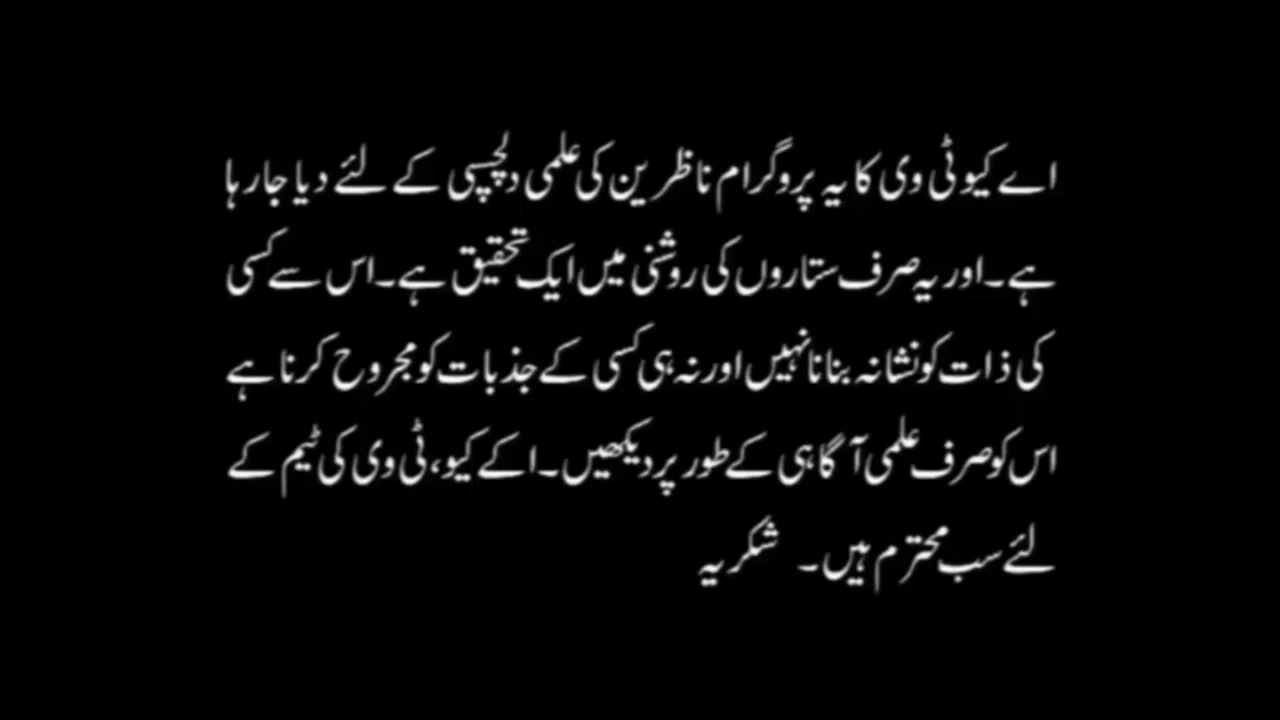 اے کیو ٹی وی کا یہ پروگرام ناظرین کی علمی دلچسپی کے لئے دیا جارہا
ہے۔اور یہ صرف ستاروں کی روشنی میں ایک تحقیق ہے۔اس سے کسی
کی ذات کو نشانہ بنانا نہیں اور نہ ہی کسی کے جذبات کو مجروح کرنا ہے
اس کو صرف علمی آگاہی کے طور پر دیکھیں۔اکے کیو،ٹی وی کی ٹیم کے
لئے سب محترم ہیں۔ شکریہ